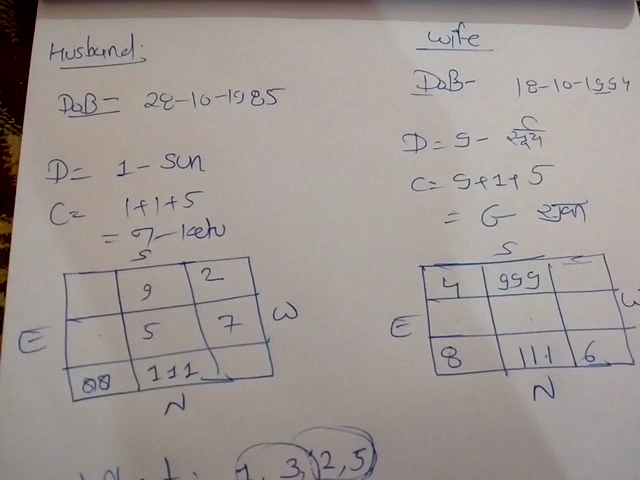 Husband:
DOB= 28-10-1985
D= 1 - Sun
C= 1+1+5
= 7 - Ketu
S
9 2
E 5 7 W
88 111
N
Wife
DOB- 18-10-1994
D= 9 - सूर्य
C= 9+1+5
= 6
S
4 999
E W
8 111 6
N
1, 3, 2, 5